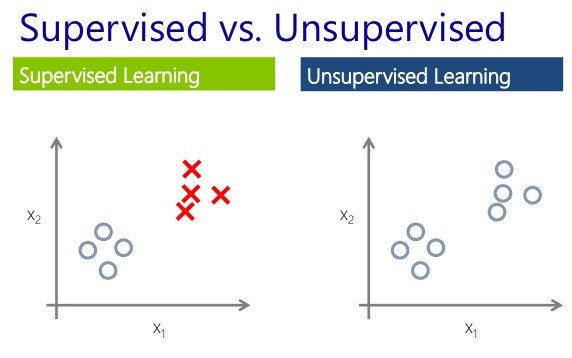 Supervised vs. Unsupervised
Supervised Learning
Unsupervised Learning
x₂
x₁
x₂
x₁